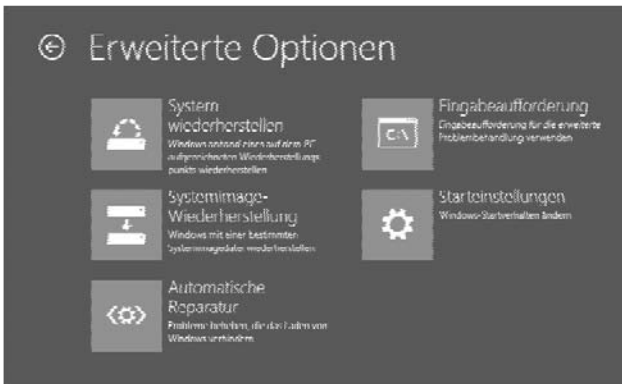 Erweiterte Optionen
System
wiederherstellen
Windows anhand eines auf dem PC
aufgezeichneten Wiederherstellungs
punkts wiederherstellen
Systemimage-
Wiederherstellung
Windows mit einer bestimmten
Systemimagedatei wiederherstellen
Automatische
Reparatur
Probleme beheben, die das Laden von
Windows verhindern
C:\
Eingabeaufforderung
Eingabeaufforderung für die erweiterte
Problembehandlung verwenden
Starteinstellungen
Windows-Startverhalten ändern